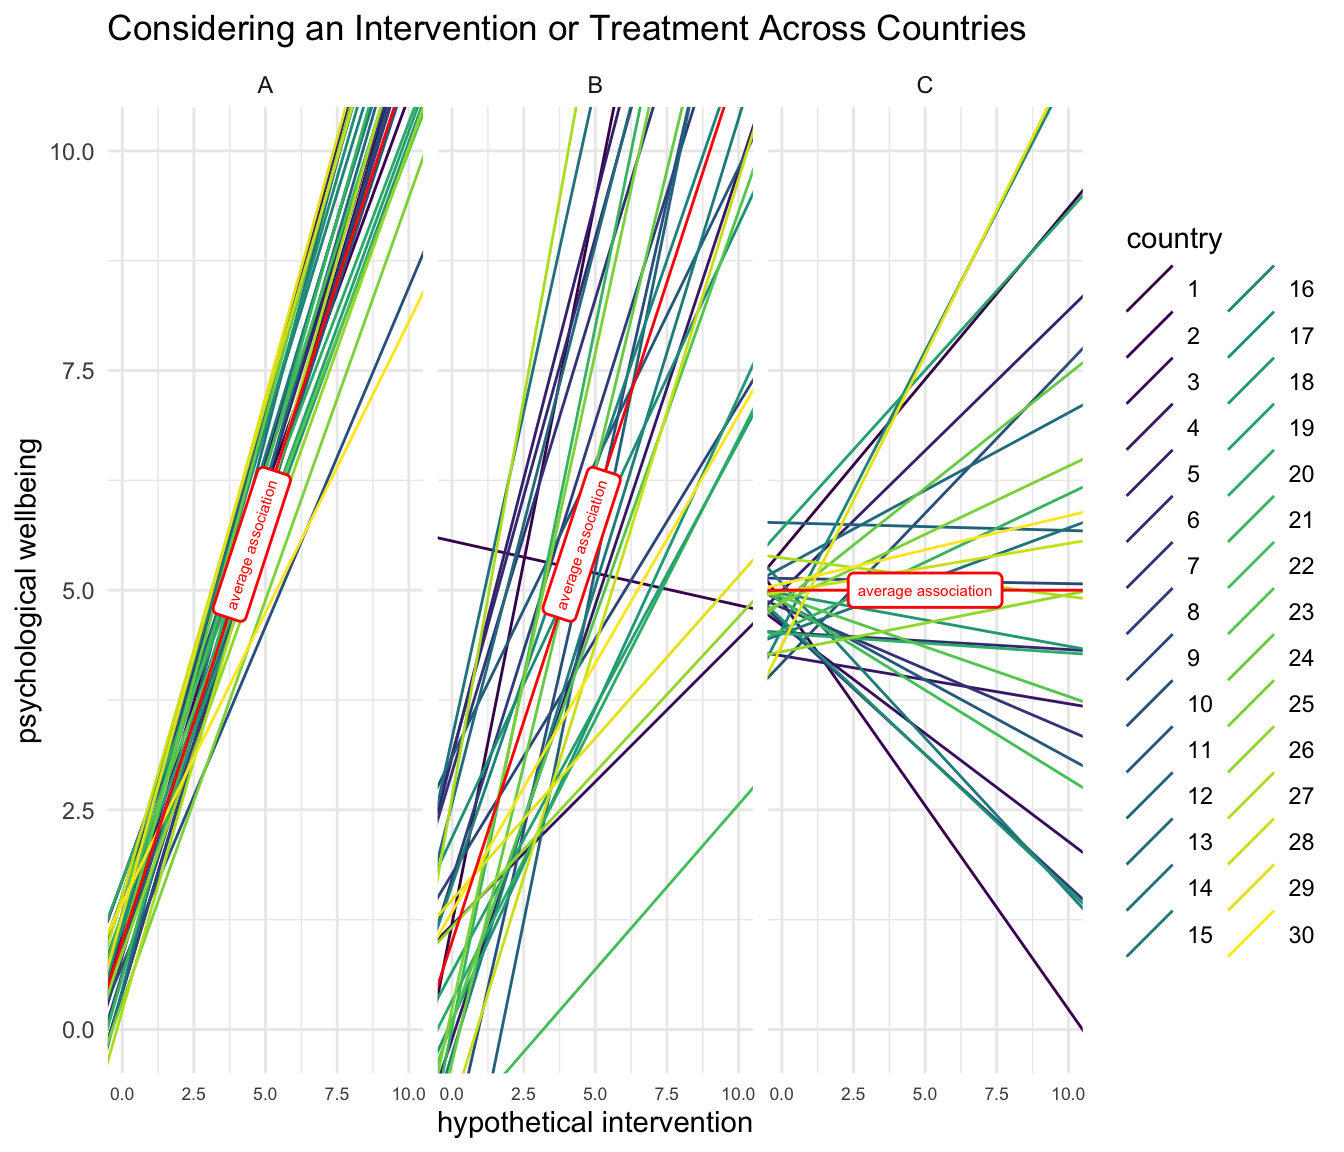 Considering an Intervention or Treatment Across Countries
A B C
10.0
7.5
5.0
2.5
0.0
psychological wellbeing
average association
average association
average association
0.0 2.5 5.0 7.5 10.0 0.0 2.5 5.0 7.5 10.0 0.0 2.5 5.0 7.5 10.0
hypothetical intervention
country
1 16
2 17
3 18
4 19
5 20
6 21
7 22
8 23
9 24
10 25
11 26
12 27
13 28
14 29
15 30